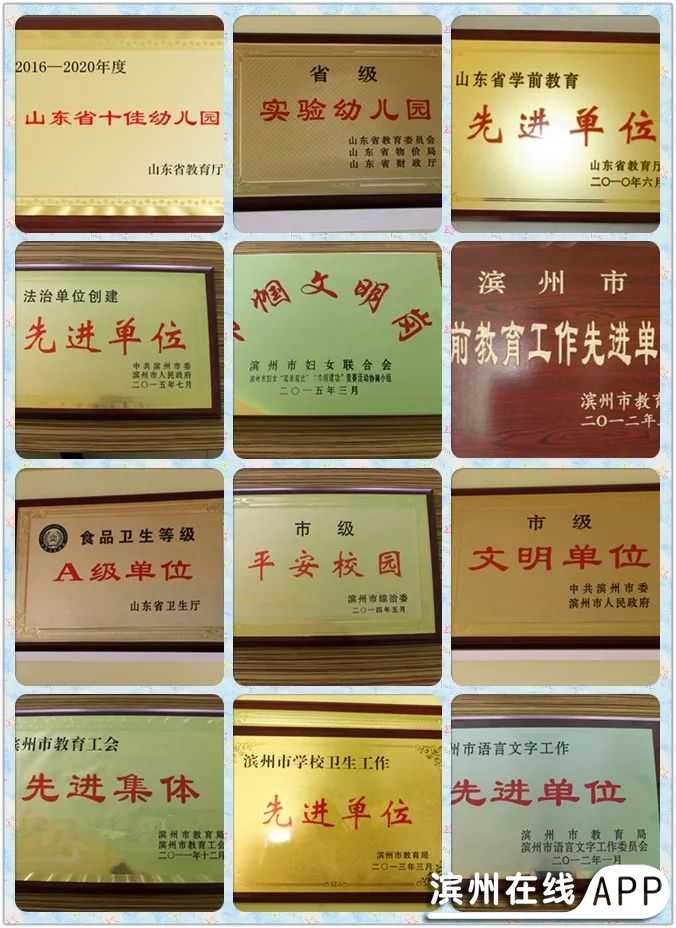 2016—2020年度
山东省十佳幼儿园
山东省教育厅
省级
实验幼儿园
山东省教育委员会
山东省物价局
山东省财政厅
山东省学前教育
先进单位
山东省教育厅
二〇一〇年六月
法治单位创建
先进单位
中共滨州市委
滨州市人民政府
二〇一五年七月
帼文明岗
滨州市妇女联合会
二〇一五年三月
滨州市
前教育工作先进单
滨州市教育
二〇一二年
食品卫生等级
A级单位
山东省卫生厅
市级
平安校园
滨州市综治委
二〇一四年五月
市级
文明单位
中共滨州市委
滨州市人民政府
滨州市教育工会
先进集体
滨州市教育局
滨州市教育工会
二〇一一年十二月
滨州市学校卫生工作
先进单位
滨州市教育局
二〇一三年三月
州市语言文字工作
先进单位
滨州市教育局
滨州市语言文字工作委员会
二〇一二年一月
滨州在线APP